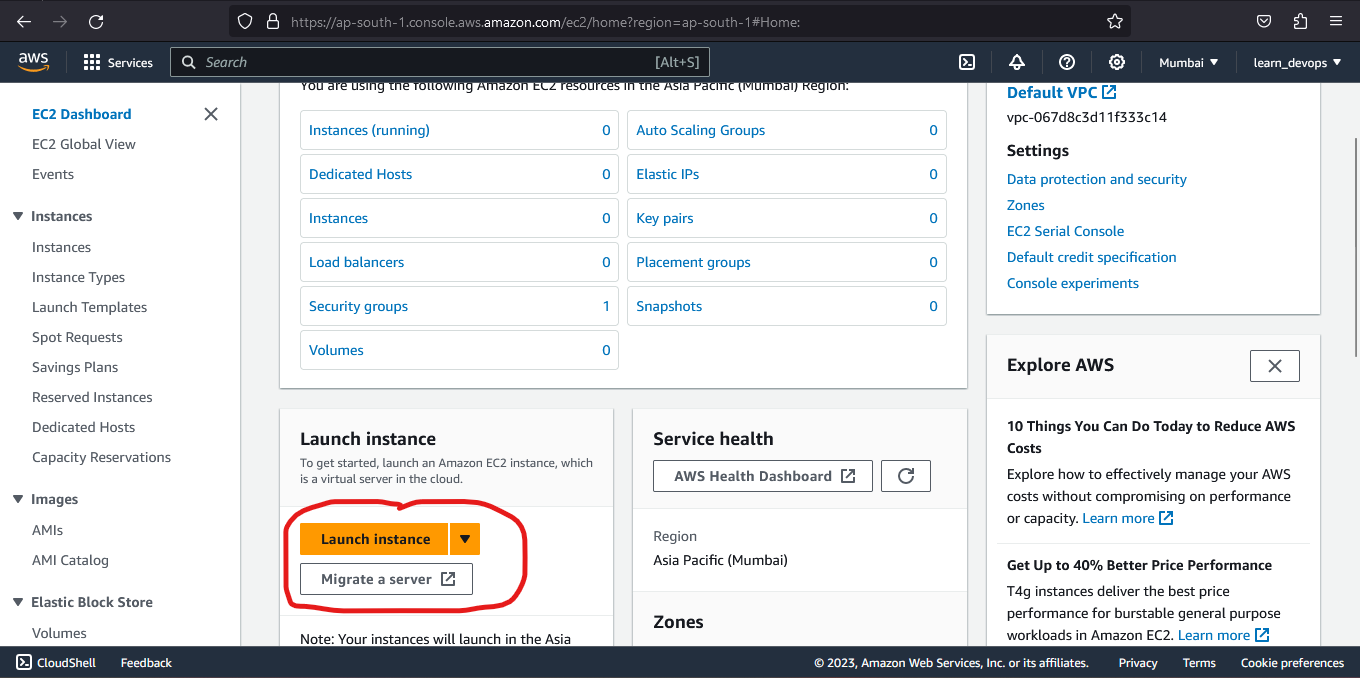 https://ap-south-1.console.aws.amazon.com/ec2/home?region=ap-south-1#Home:
aws
Services
Search
[Alt+S]
Mumbai
learn_devops
EC2 Dashboard
EC2 Global View
Events
Instances
Instances
Instance Types
Launch Templates
Spot Requests
Savings Plans
Reserved Instances
Dedicated Hosts
Capacity Reservations
Images
AMIs
AMI Catalog
Elastic Block Store
Volumes
You are using the following Amazon EC2 resources in the Asia Pacific (Mumbai) Region:
Instances (running) 0
Auto Scaling Groups 0
Dedicated Hosts 0
Elastic IPs 0
Instances 0
Key pairs 0
Load balancers 0
Placement groups 0
Security groups 1
Snapshots 0
Volumes 0
Launch instance
To get started, launch an Amazon EC2 instance, which
is a virtual server in the cloud.
Launch instance
Migrate a server
Note: Your instances will launch in the Asia
Service health
AWS Health Dashboard
Region
Asia Pacific (Mumbai)
Zones
Default VPC
vpc-067d8c3d11f333c14
Settings
Data protection and security
Zones
EC2 Serial Console
Default credit specification
Console experiments
Explore AWS
10 Things You Can Do Today to Reduce AWS
Costs
Explore how to effectively manage your AWS
costs without compromising on performance
or capacity. Learn more
Get Up to 40% Better Price Performance
T4g instances deliver the best price
performance for burstable general purpose
workloads in Amazon EC2. Learn more
CloudShell
Feedback
© 2023, Amazon Web Services, Inc. or its affiliates.
Privacy
Terms
Cookie preferences